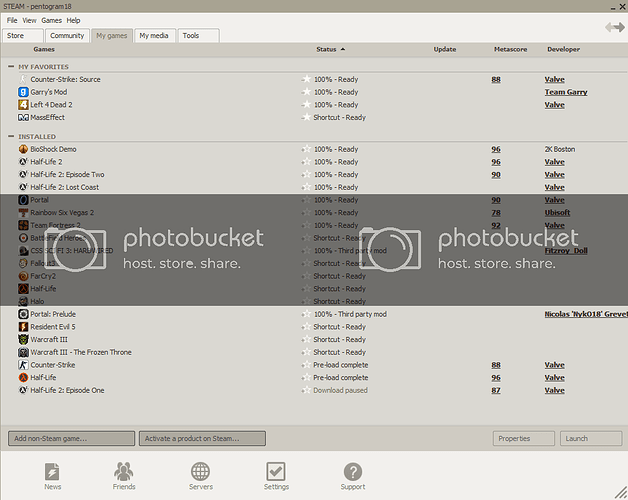 STEAM - pentogram18
File View Games Help
Store Community My games My media Tools
Games Status Update Metascore Developer
MY FAVORITES
Counter-Strike: Source 100% - Ready 88 Valve
Garry's Mod 100% - Ready Team Garry
Left 4 Dead 2 100% - Ready Valve
MassEffect Shortcut - Ready
INSTALLED
BioShock Demo 100% - Ready 96 2K Boston
Half-Life 2 100% - Ready 96 Valve
Half-Life 2: Episode Two 100% - Ready 90 Valve
Half-Life 2: Lost Coast 100% - Ready Valve
Portal 100% - Ready 90 Valve
Rainbow Six Vegas 2 100% - Ready 78 Ubisoft
Team Fortress 2 100% - Ready 92 Valve
Battlefield Heroes Shortcut - Ready
CSS SCI FI 3: HARDWIRED 100% - Third party mod Fitzroy_Doll
Fallout3 Shortcut - Ready
FarCry2 Shortcut - Ready
Half-Life Shortcut - Ready
Halo Shortcut - Ready
photobucket photobucket
host. store. share. host. store. share.
Portal: Prelude 100% - Third party mod Nicolas 'NykO18' Grevet
Resident Evil 5 Shortcut - Ready
Warcraft III Shortcut - Ready
Warcraft III - The Frozen Throne Shortcut - Ready
Counter-Strike Pre-load complete 88 Valve
Half-Life Pre-load complete 96 Valve
Half-Life 2: Episode One Download paused 87 Valve
Add non-Steam game... Activate a product on Steam... Properties Launch
News Friends Servers Settings Support